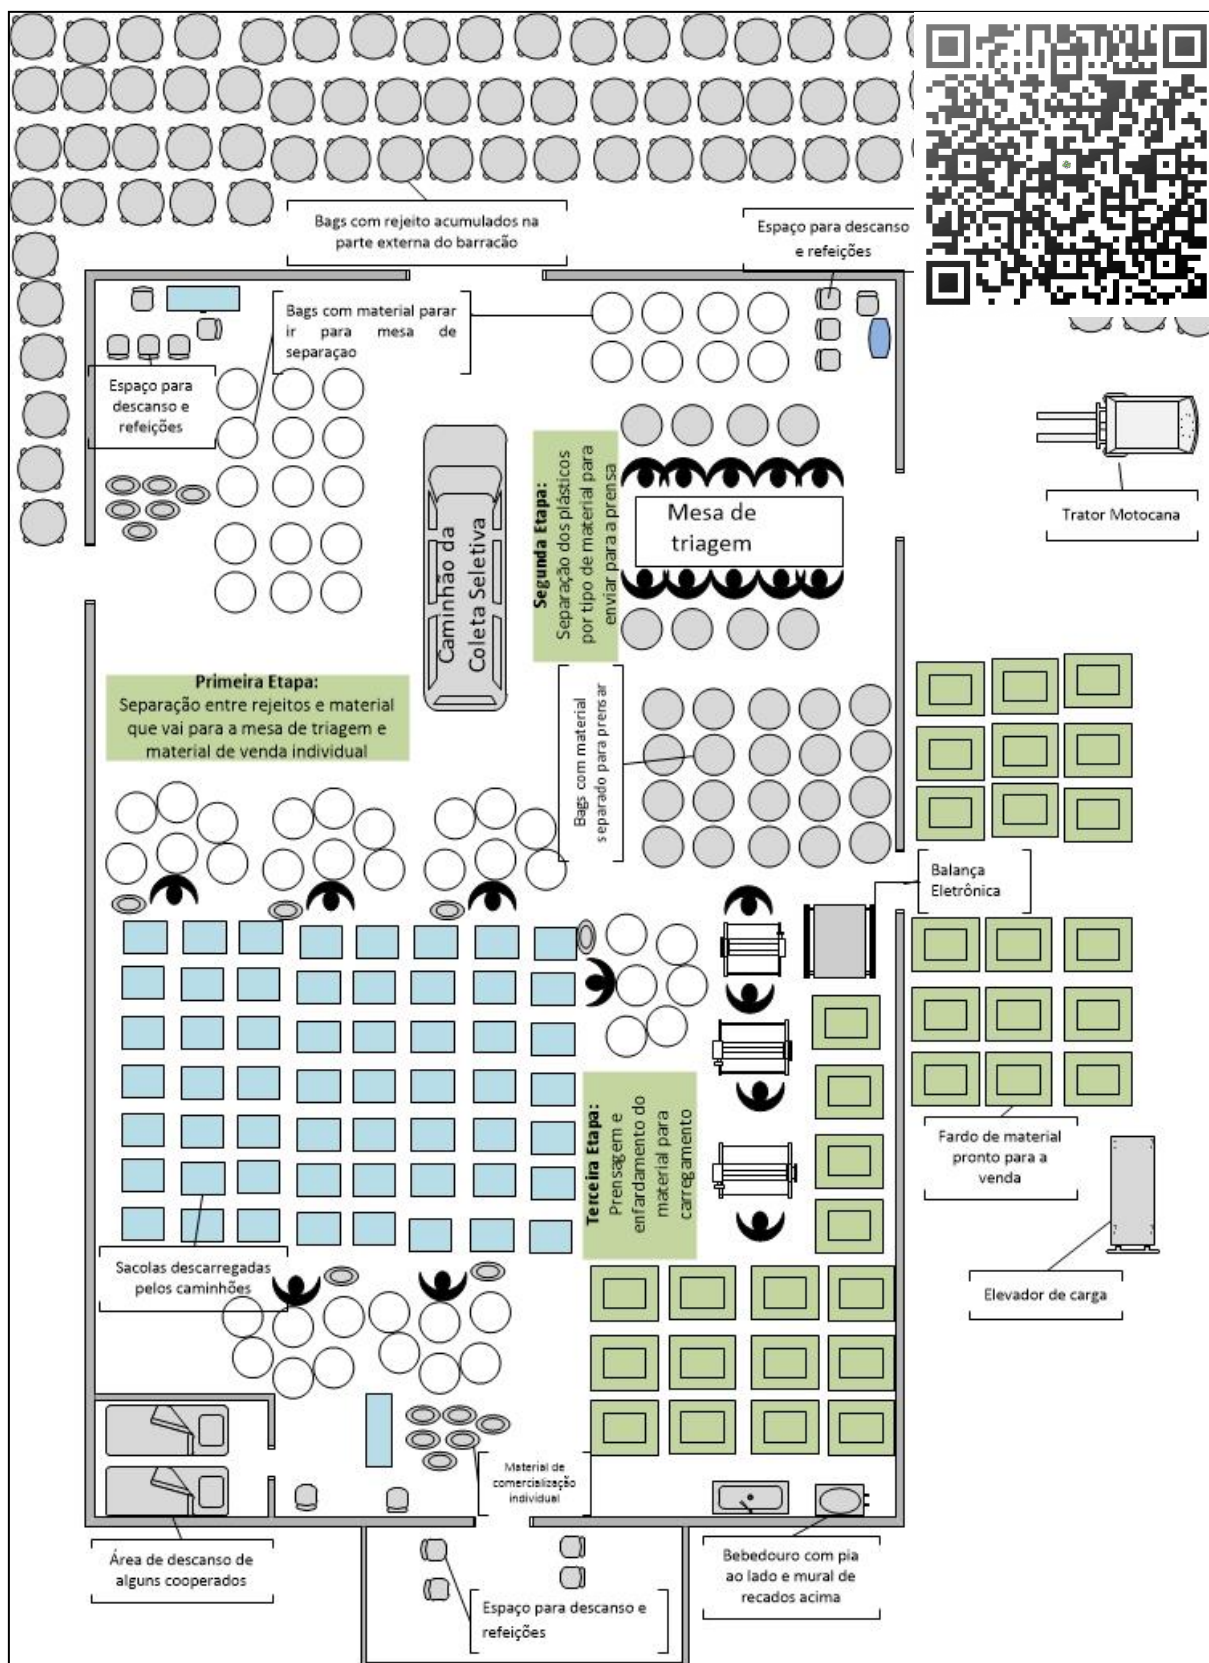 Bags com rejeito acumulados na
parte externa do barracão
Espaço para descanso
e refeições
Bags com material parar
ir para mesa de
separaçao
Espaço para
descanso e
refeições
Caminhão da
Coleta Seletiva
Segunda Etapa:
Separação dos plásticos
por tipo de material para
enviar para a prensa
Mesa de
triagem
Trator Motocana
Primeira Etapa:
Separação entre rejeitos e material
que vai para a mesa de triagem e
material de venda individual
Bags com material
separado para prensar
Balança
Eletrônica
Terceira Etapa:
Prensagem e
enfardamento do
material para
carregamento
Fardo de material
pronto para a
venda
Sacolas descarregadas
pelos caminhões
Elevador de carga
Material de
comercialização
individual
Área de descanso de
alguns cooperados
Espaço para descanso e
refeições
Bebedouro com pia
ao lado e mural de
recados acima